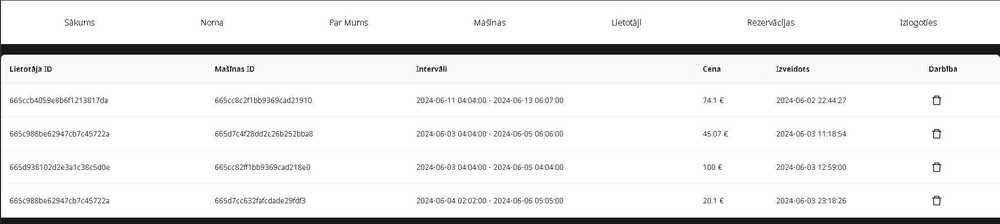 Sākums Noma Par Mums Mašīnas Lietotāji Rezervācijas Izlogoties
Lietotāja ID Mašīnas ID Intervāli Cena Izveidots Darbība
665ccb4059e8b6f1213817da 665cc8c2f1bb9369cad21910 2024-06-11 04:04:00 - 2024-06-13 06:07:00 74.1 € 2024-06-02 22:44:27
665c988be62947cb7c45722a 665d7c4f28dd2c26b252bba8 2024-06-03 04:04:00 - 2024-06-05 06:06:00 45.07 € 2024-06-03 11:18:54
665d938102d2e3a1c38c5d0e 665cc82ff1bb9369cad218e0 2024-06-03 04:04:00 - 2024-06-05 04:04:00 100 € 2024-06-03 12:59:00
665c988be62947cb7c45722a 665d7cc632fafcdade29fdf3 2024-06-04 02:02:00 - 2024-06-06 05:05:00 20.1 € 2024-06-03 23:18:26